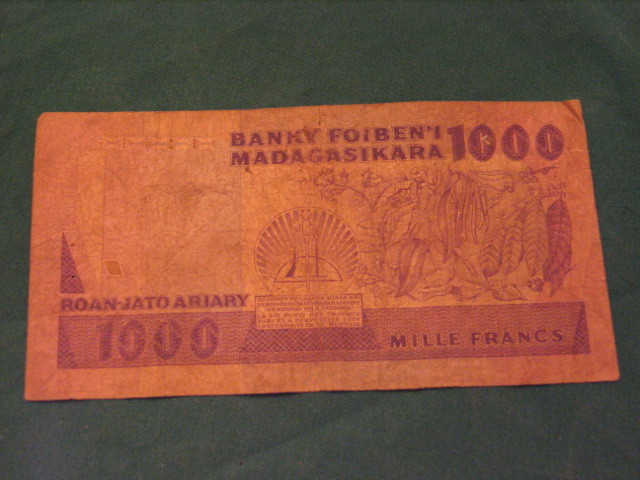 BANKY FOIBEN'I
MADAGASIKARA
1000
ROAN-JATO ARIARY
1000
MILLE FRANCS